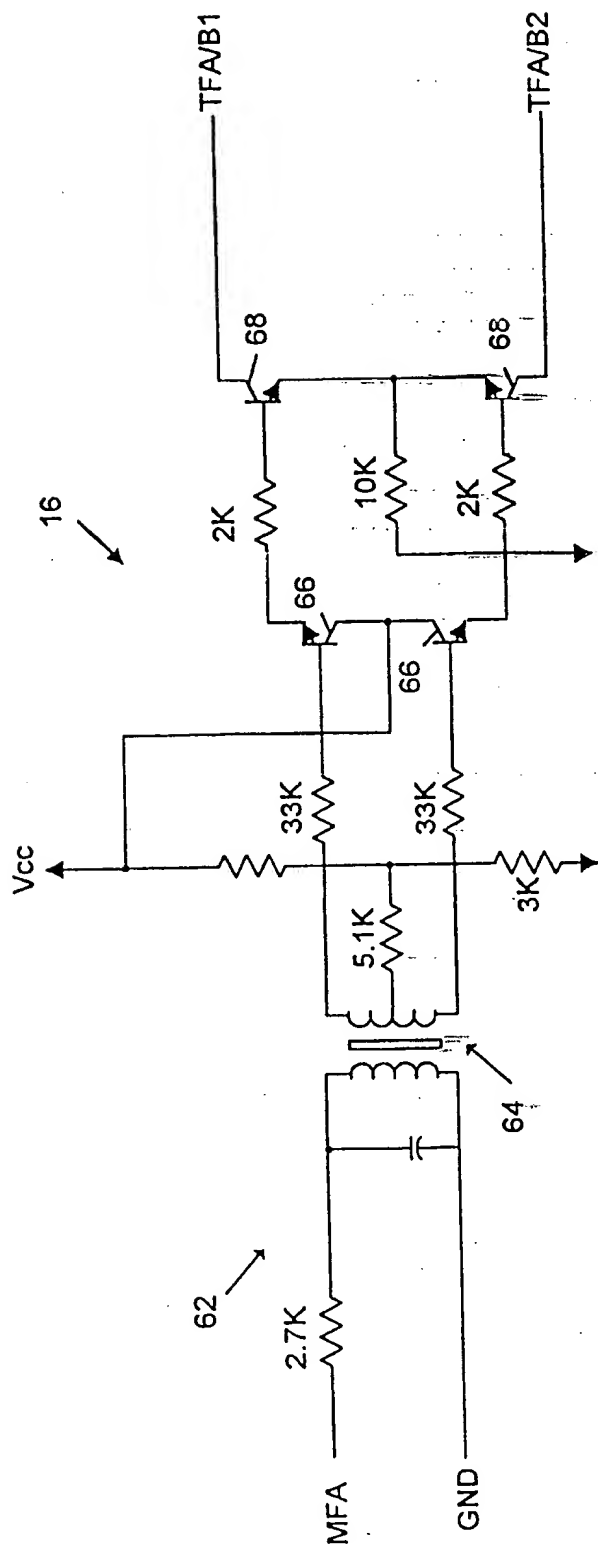 16
Vcc
TFA/B1
68
2K
66
33K
10K
62
2.7K
MFA
5.1K
66
68
2K
33K
3K
64
GND
TFA/B2